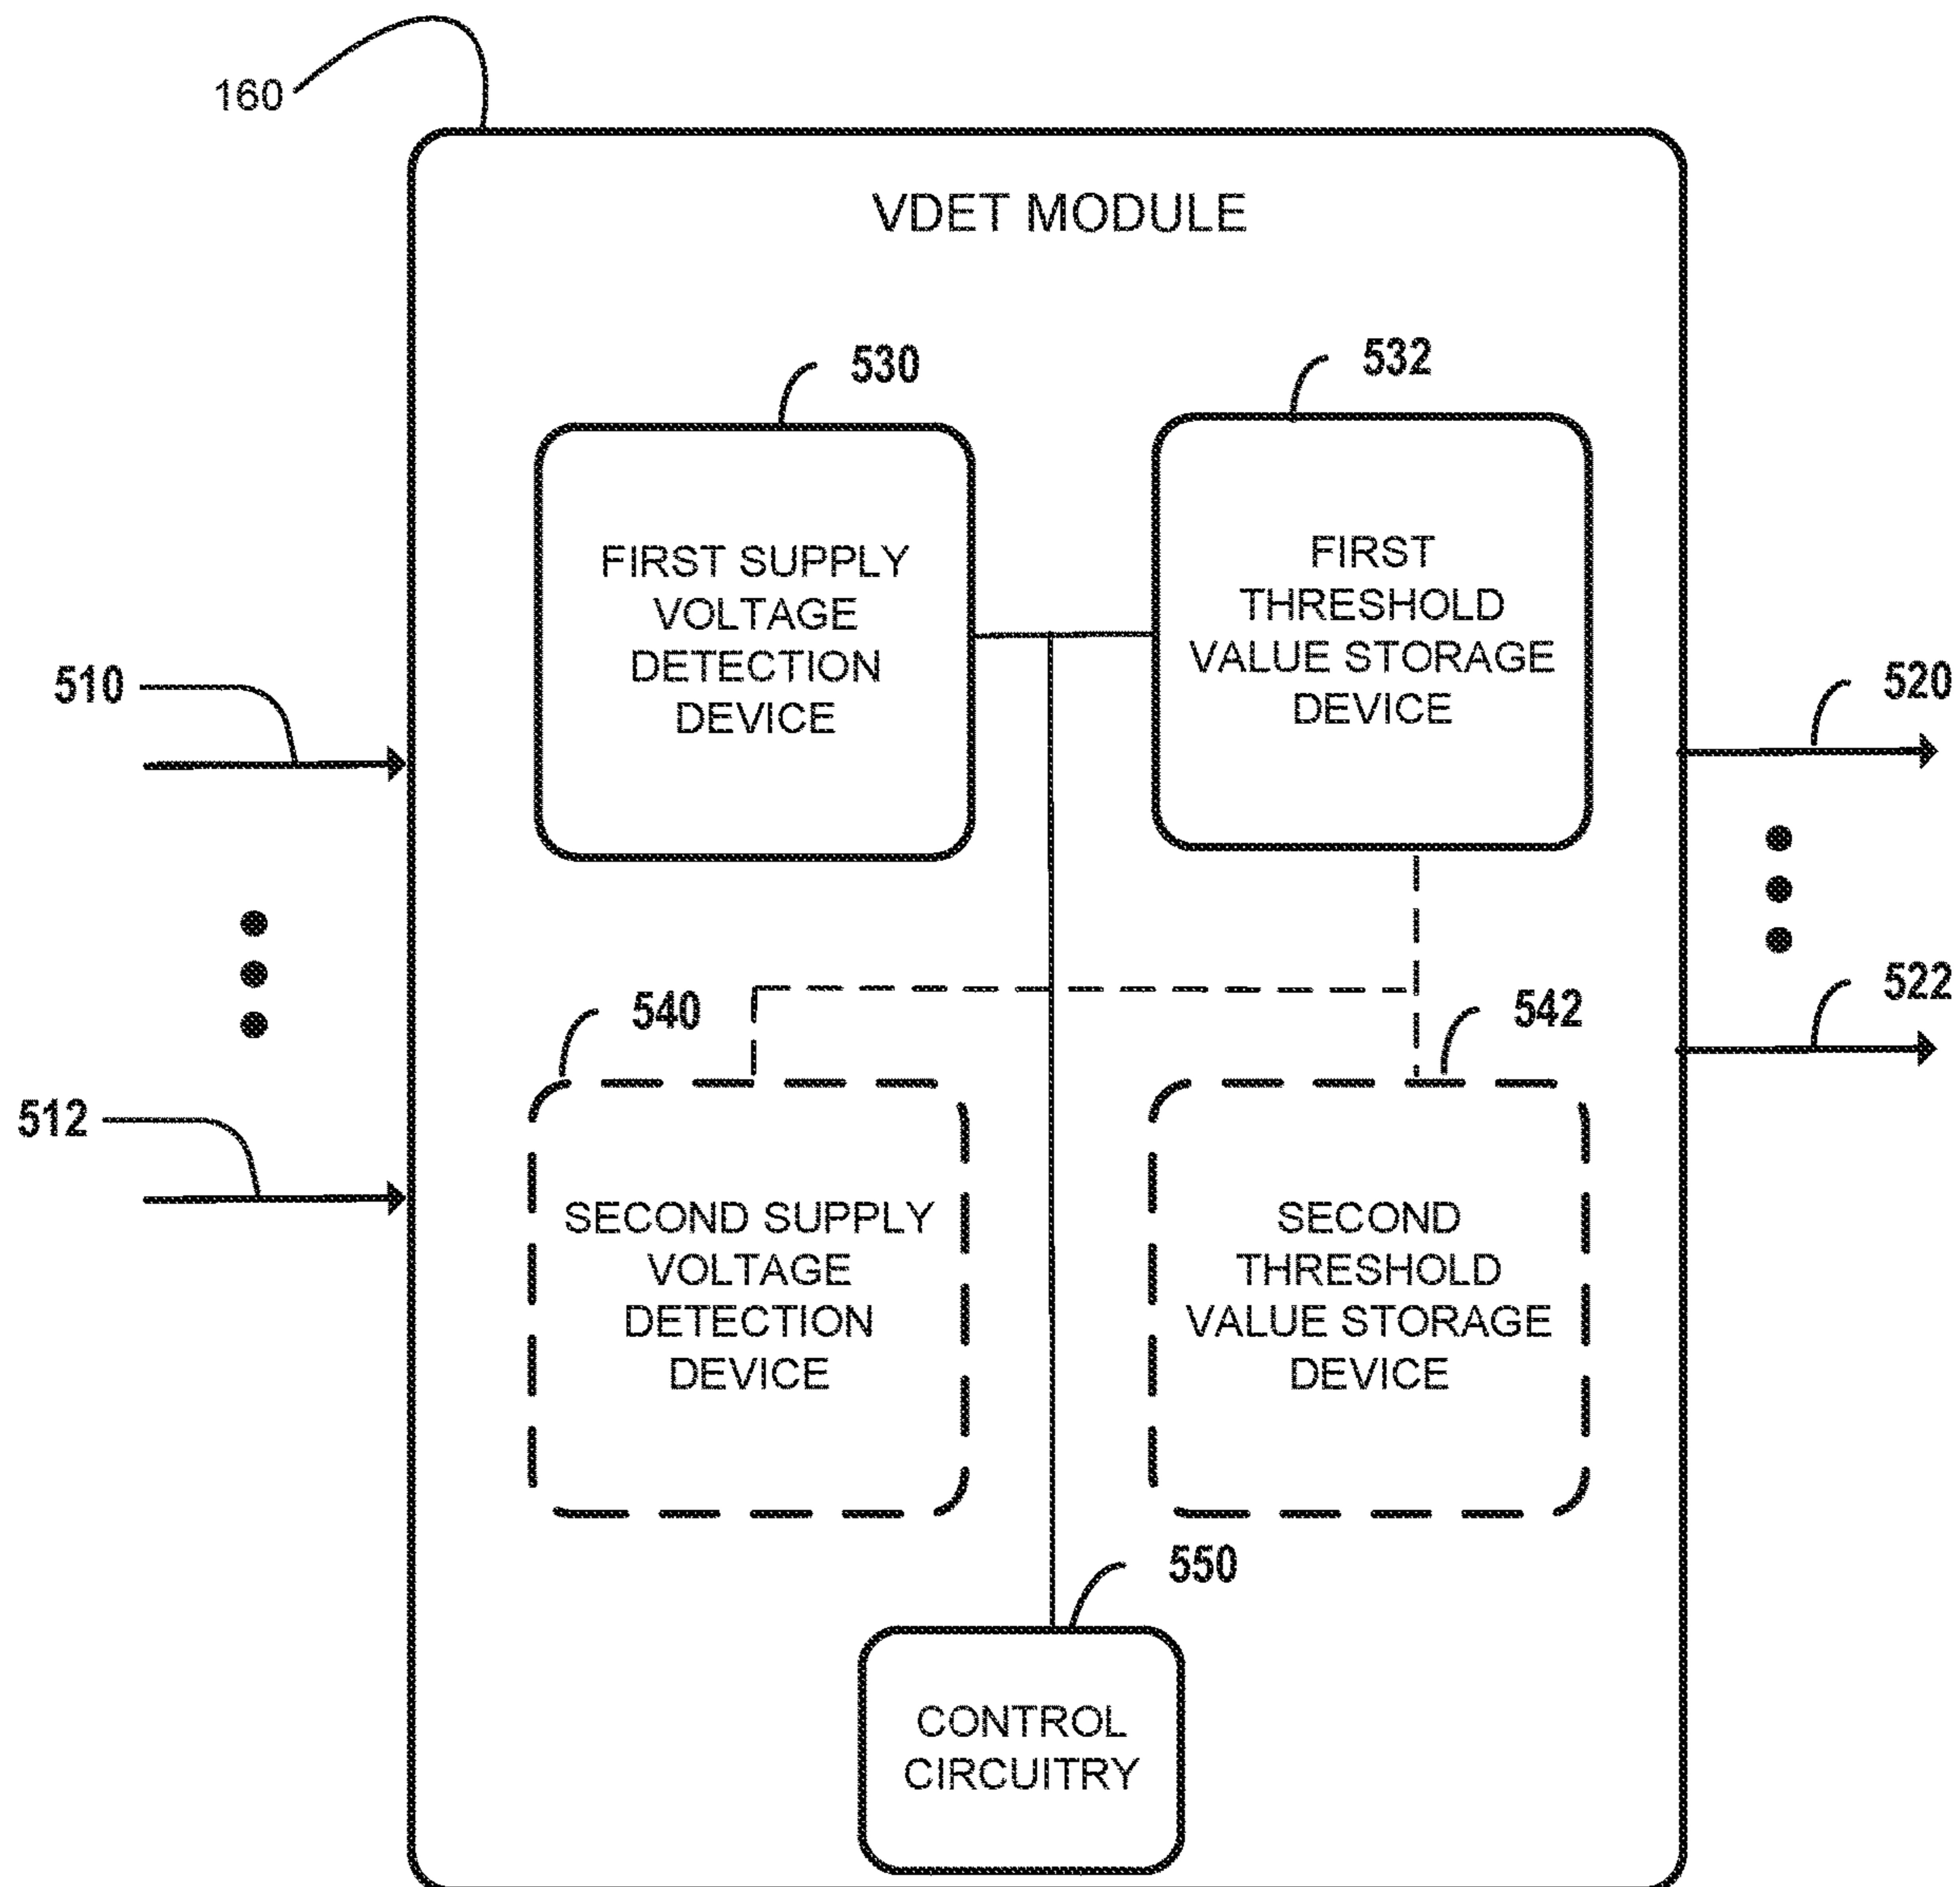 160
VDET MODULE
530
532
FIRST SUPPLY
VOLTAGE
DETECTION
DEVICE
FIRST
THRESHOLD
VALUE STORAGE
DEVICE
510
520
540
542
522
512
SECOND SUPPLY
VOLTAGE
DETECTION
DEVICE
SECOND
THRESHOLD
VALUE STORAGE
DEVICE
550
CONTROL
CIRCUITRY